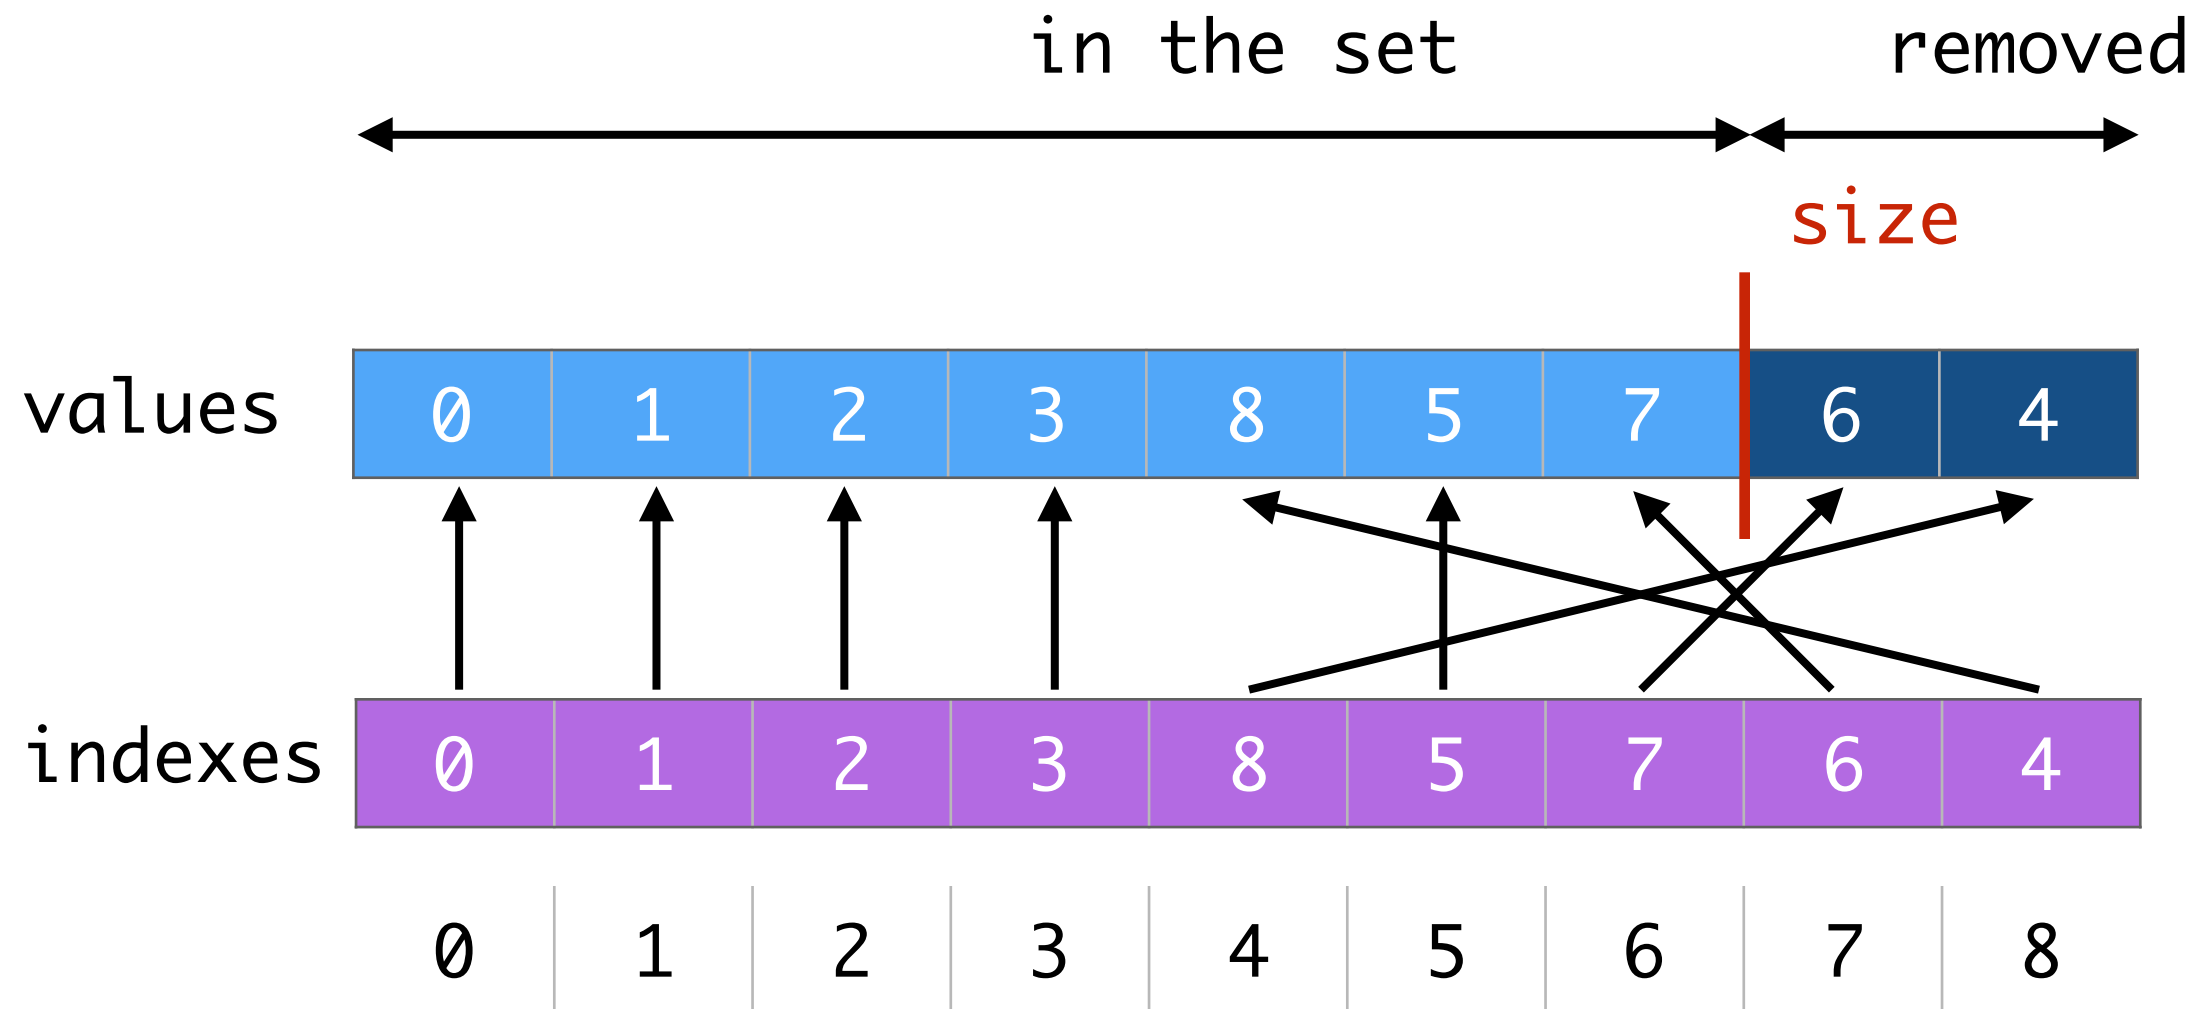 in the set removed
size
values 0 1 2 3 8 5 7 6 4
indexes 0 1 2 3 8 5 7 6 4
0 1 2 3 4 5 6 7 8